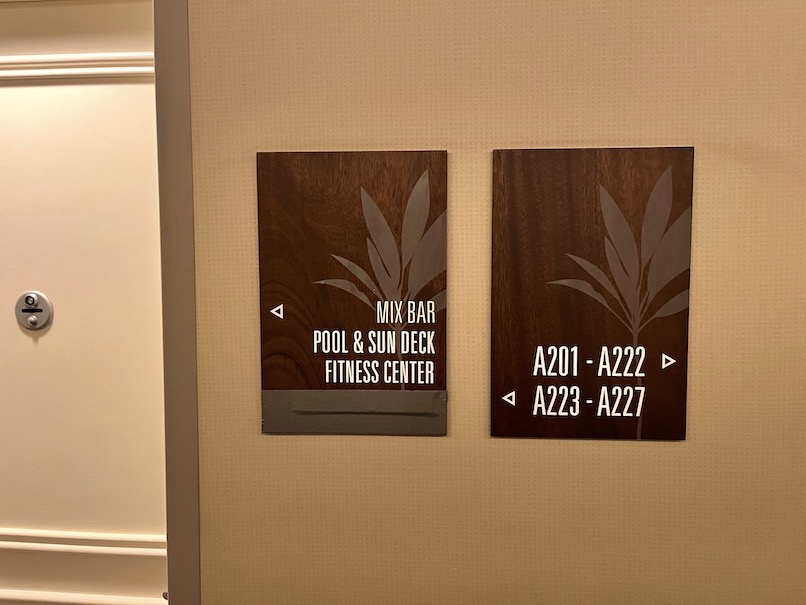 MIX BAR
POOL & SUN DECK
FITNESS CENTER
A201 - A222
A223 - A227